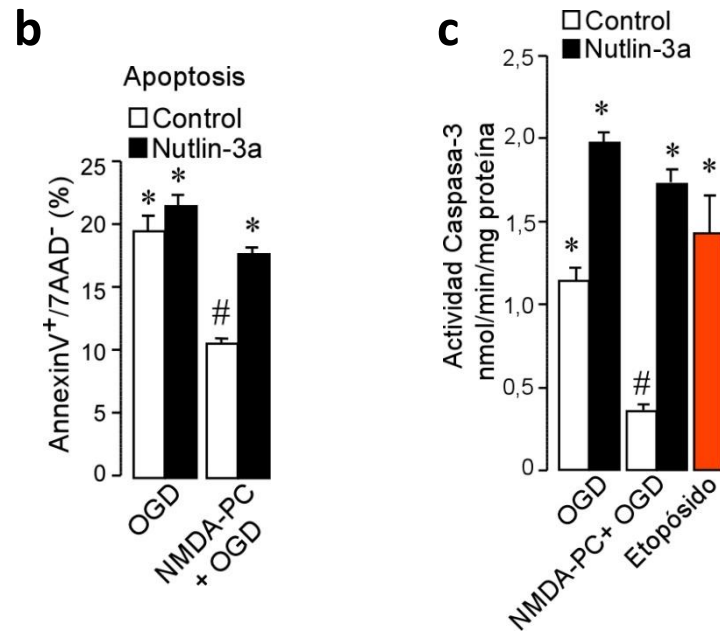 b
Apoptosis
Control
Nutlin-3a
AnnexinV⁺/7AAD⁻ (%)
25
20
15
10
5
0
* * # *
OGD
NMDA-PC
+ OGD
c
Control
Nutlin-3a
Actividad Caspasa-3
nmol/min/mg proteína
2,5
2,0
1,5
1,0
0,5
0
* * # * *
OGD
NMDA-PC+ OGD
Etopósido